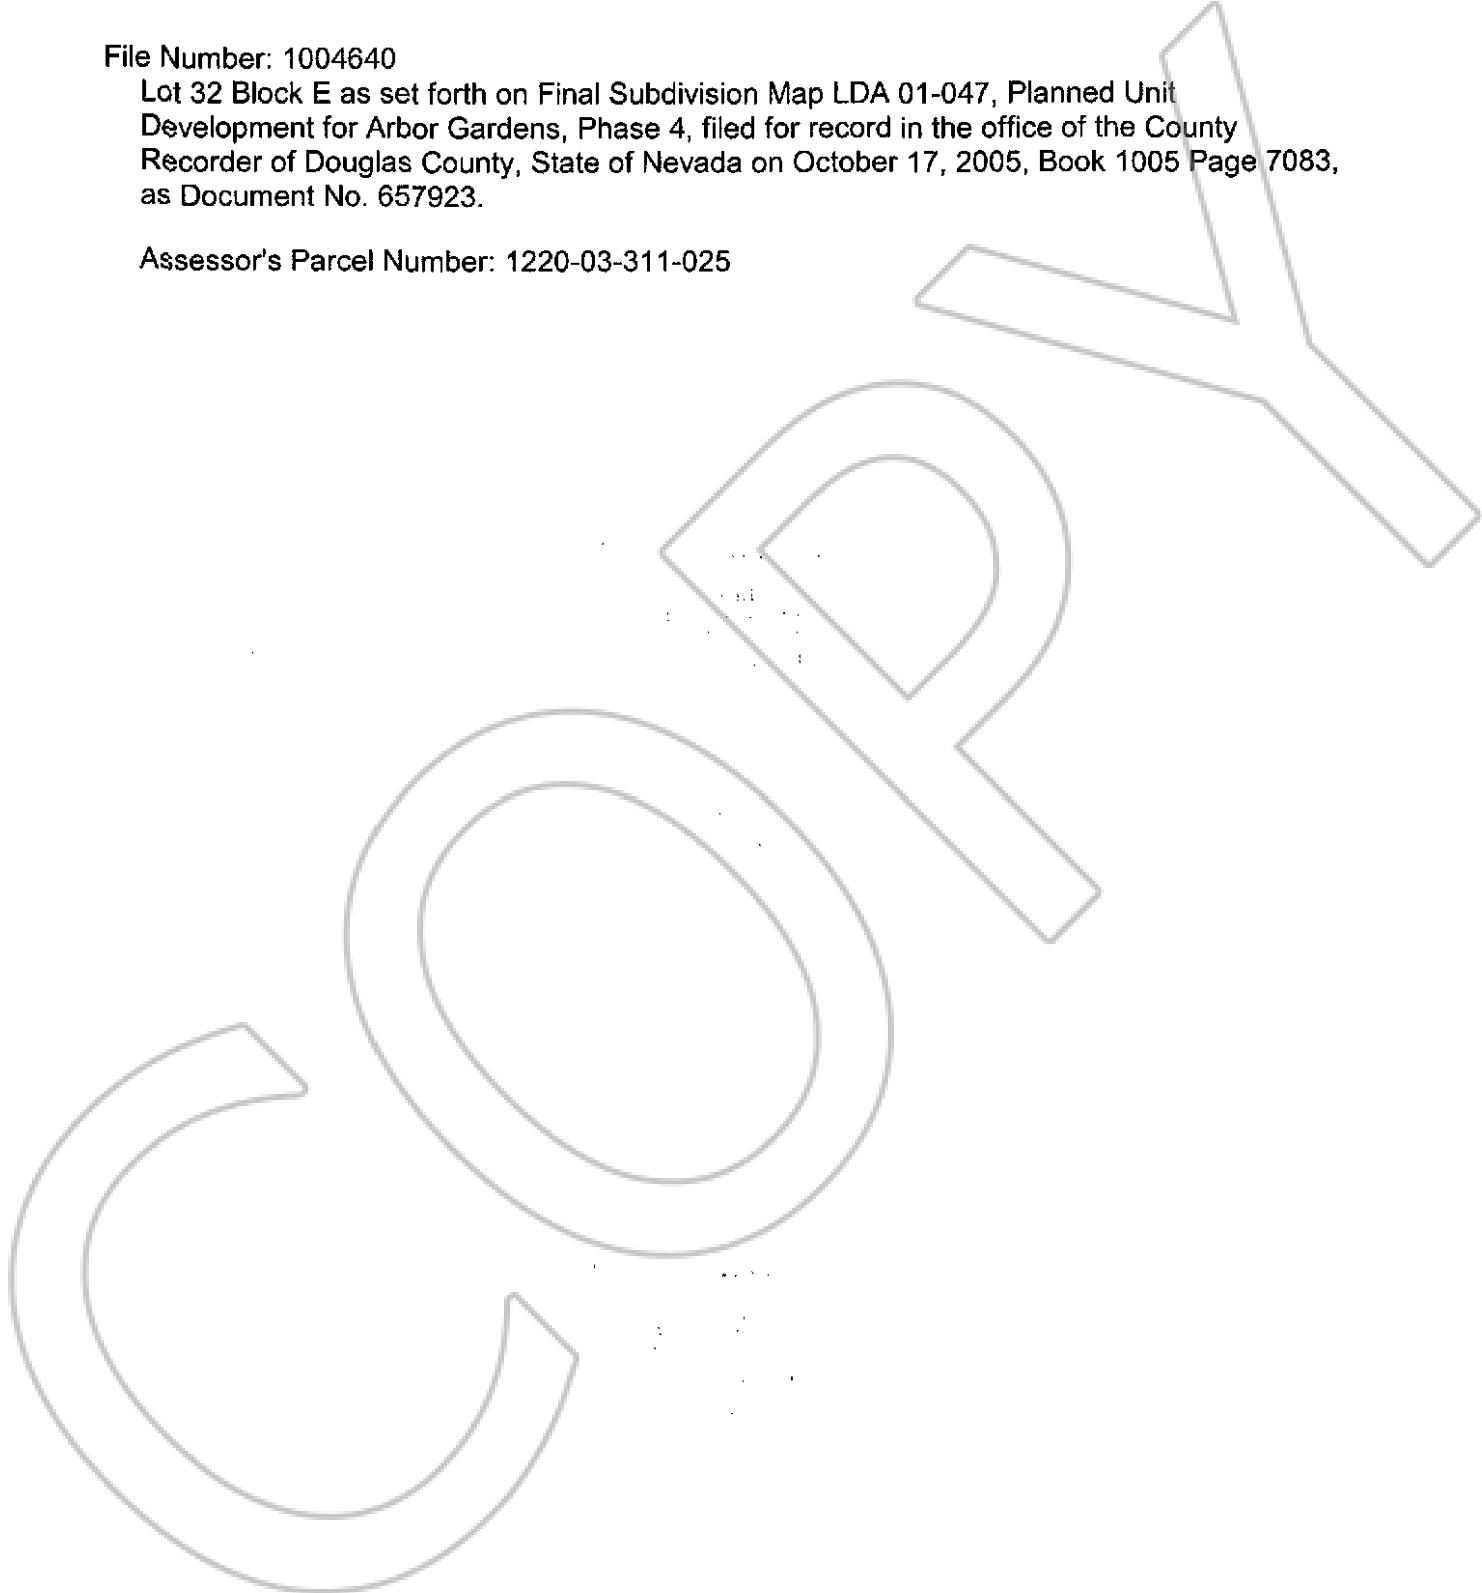 File Number: 1004640
Lot 32 Block E as set forth on Final Subdivision Map LDA 01-047, Planned Unit
Development for Arbor Gardens, Phase 4, filed for record in the office of the County
Recorder of Douglas County, State of Nevada on October 17, 2005, Book 1005 Page 7083,
as Document No. 657923.
Assessor's Parcel Number: 1220-03-311-025
COPY